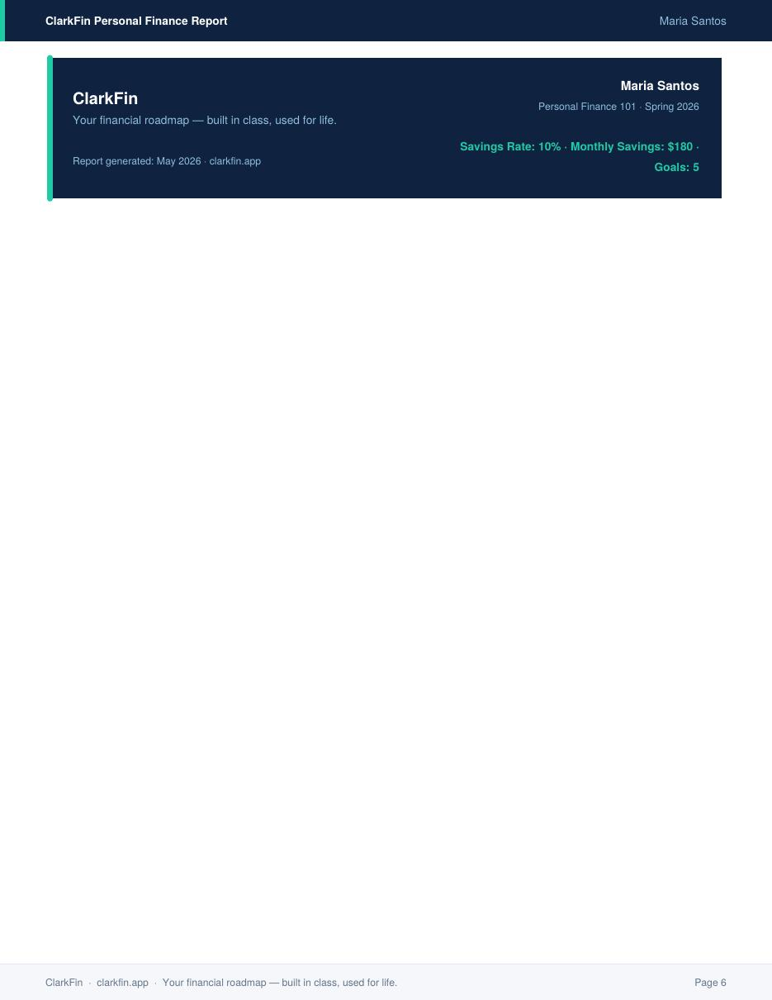 ClarkFin Personal Finance Report
Maria Santos
ClarkFin
Your financial roadmap — built in class, used for life.
Report generated: May 2026 · clarkfin.app
Maria Santos
Personal Finance 101 · Spring 2026
Savings Rate: 10% · Monthly Savings: $180 ·
Goals: 5
ClarkFin · clarkfin.app · Your financial roadmap — built in class, used for life.
Page 6